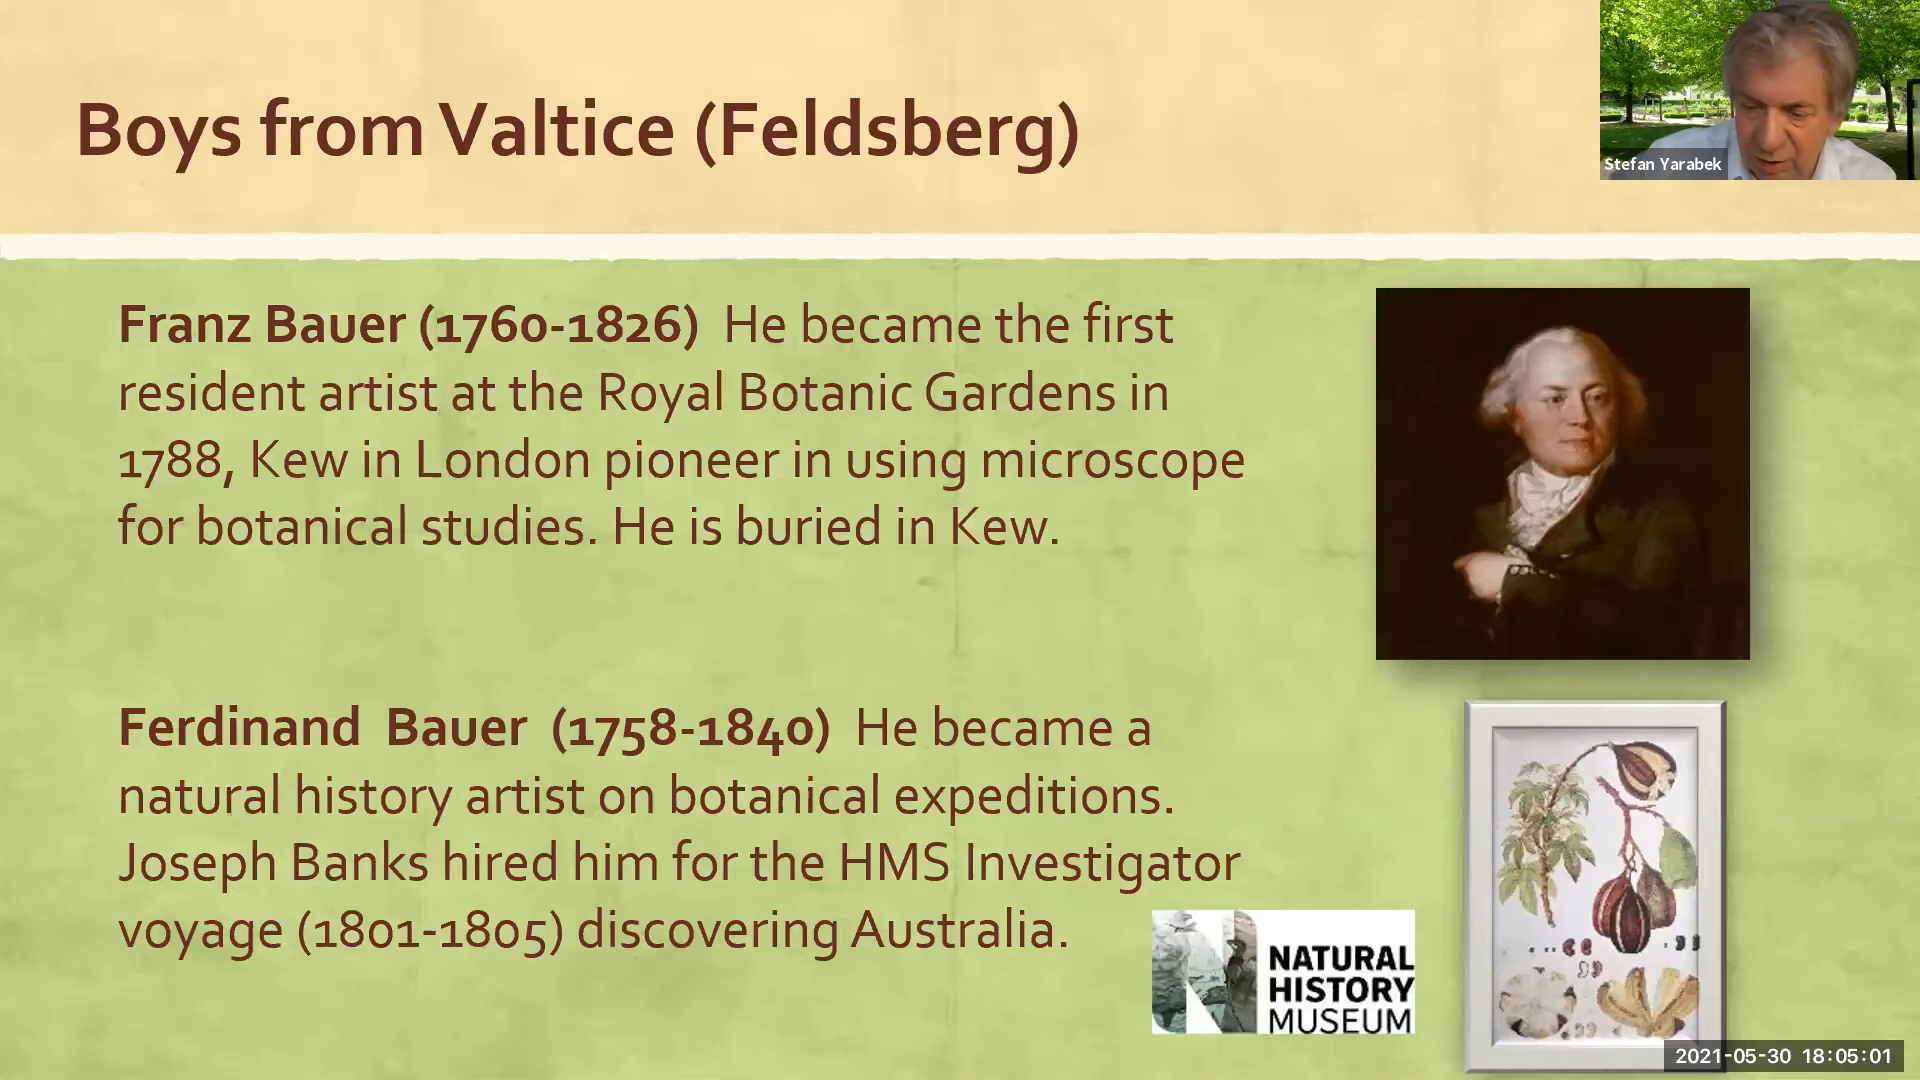 Boys from Valtice (Feldsberg)
Stefan Yarabek
Franz Bauer (1760-1826) He became the first
resident artist at the Royal Botanic Gardens in
1788, Kew in London pioneer in using microscope
for botanical studies. He is buried in Kew.
Ferdinand Bauer (1758-1840) He became a
natural history artist on botanical expeditions.
Joseph Banks hired him for the HMS Investigator
voyage (1801-1805) discovering Australia.
NATURAL
HISTORY
MUSEUM
2021-05-30 18:05:01